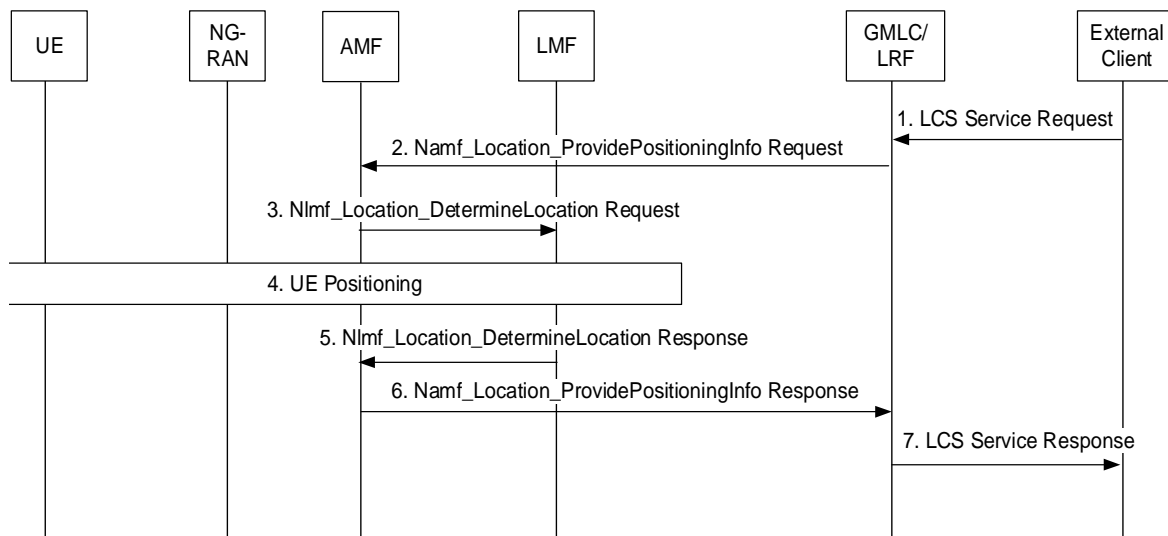 UE
NG-
RAN
AMF
LMF
GMLC/
LRF
External
Client
1. LCS Service Request
2. Namf_Location_ProvidePositioningInfo Request
3. Nlmf_Location_DetermineLocation Request
4. UE Positioning
5. Nlmf_Location_DetermineLocation Response
6. Namf_Location_ProvidePositioningInfo Response
7. LCS Service Response